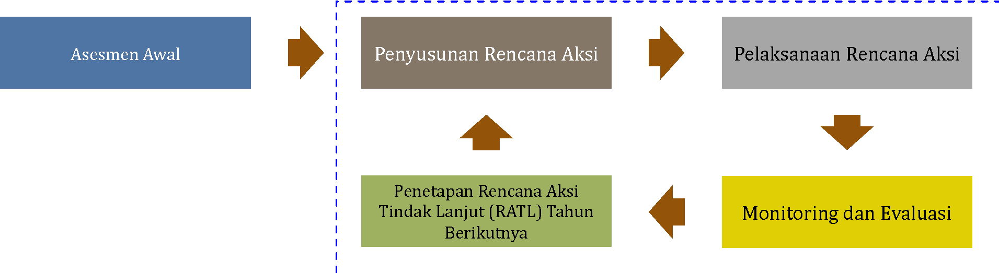 Asesmen Awal
Penyusunan Rencana Aksi
Pelaksanaan Rencana Aksi
Penetapan Rencana Aksi
Tindak Lanjut (RATL) Tahun
Berikutnya
Monitoring dan Evaluasi